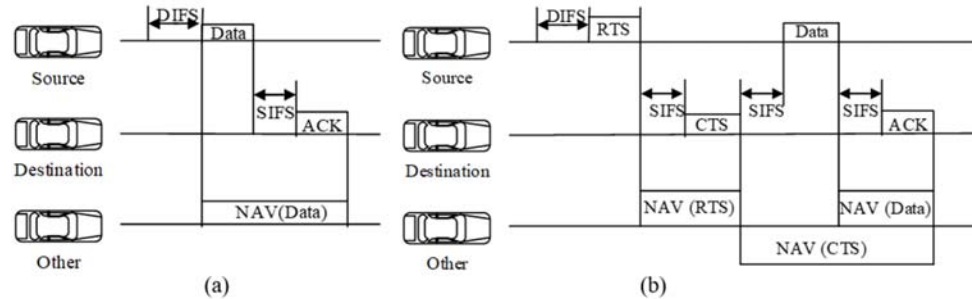 DIFS
Data
Source
SIFS
ACK
Destination
NAV(Data)
Other
(a)
DIFS
RTS
Data
Source
SIFS
SIFS
SIFS
CTS
ACK
Destination
NAV (RTS)
NAV (Data)
NAV (CTS)
Other
(b)